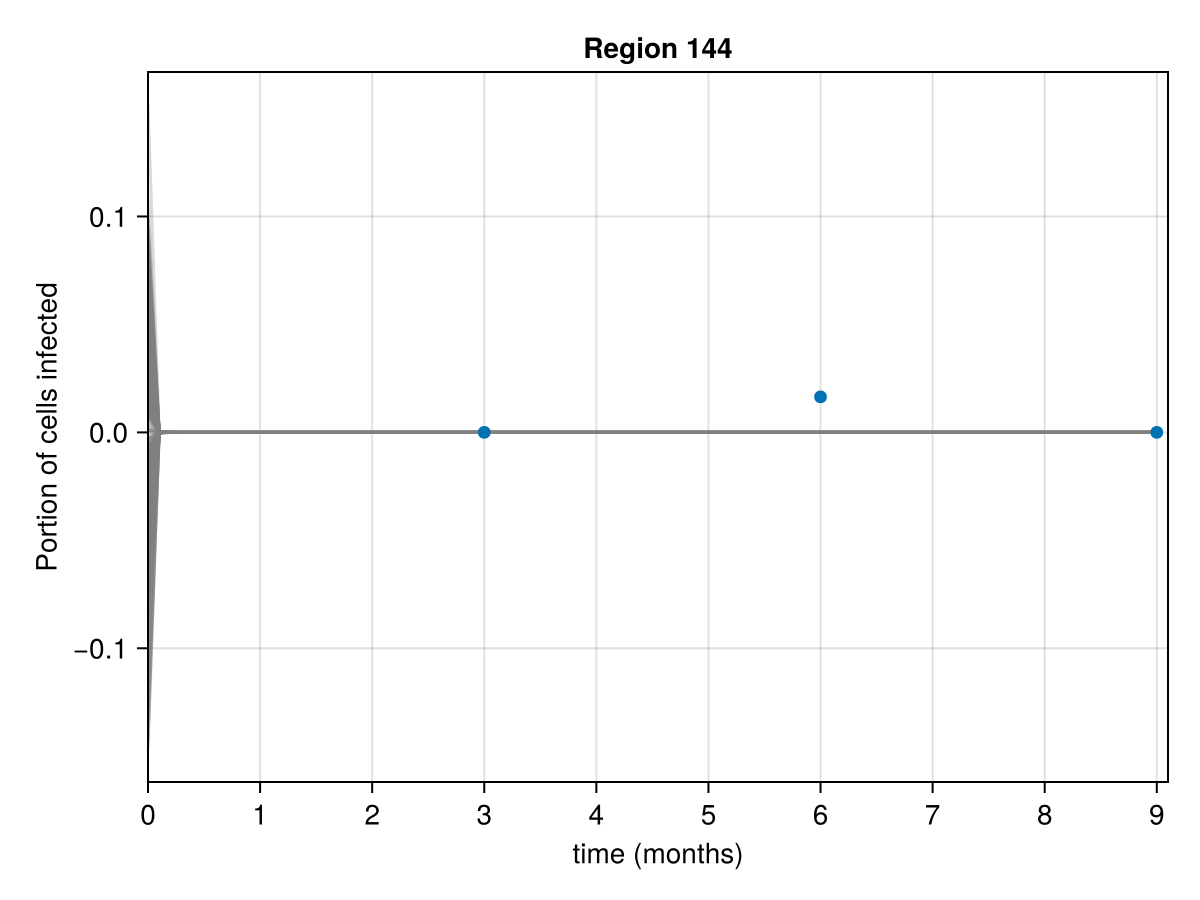 Region 144
Portion of cells infected
0.1
0.0
−0.1
0 1 2 3 4 5 6 7 8 9
time (months)